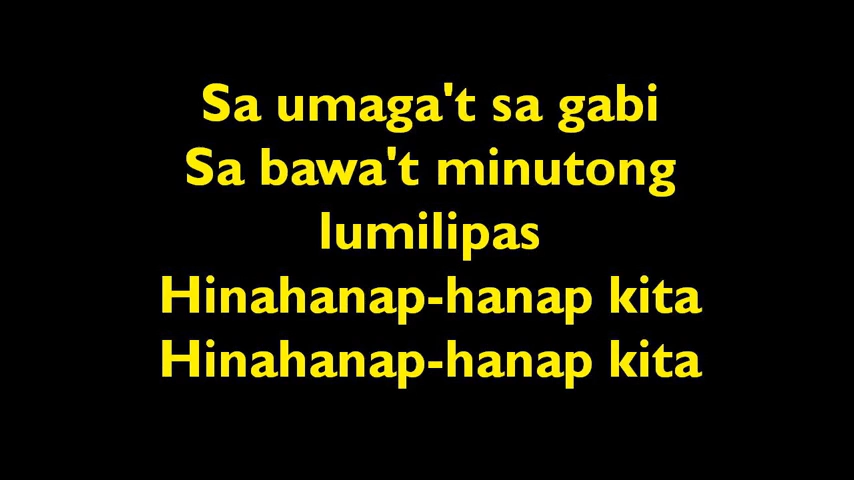 Sa umaga't sa gabi
Sa bawa't minutong
lumilipas
Hinahanap-hanap kita
Hinahanap-hanap kita